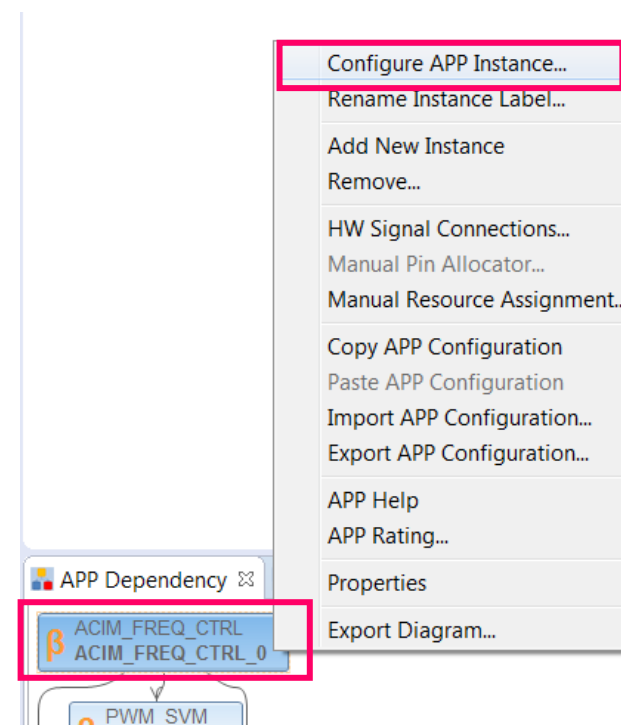 Configure APP Instance...
Rename Instance Label...
Add New Instance
Remove...
HW Signal Connections...
Manual Pin Allocator...
Manual Resource Assignment..
Copy APP Configuration
Paste APP Configuration
Import APP Configuration...
Export APP Configuration...
APP Help
APP Rating...
Properties
Export Diagram...
APP Dependency
β ACIM_FREQ_CTRL
ACIM_FREQ_CTRL_0
PWM_SVM